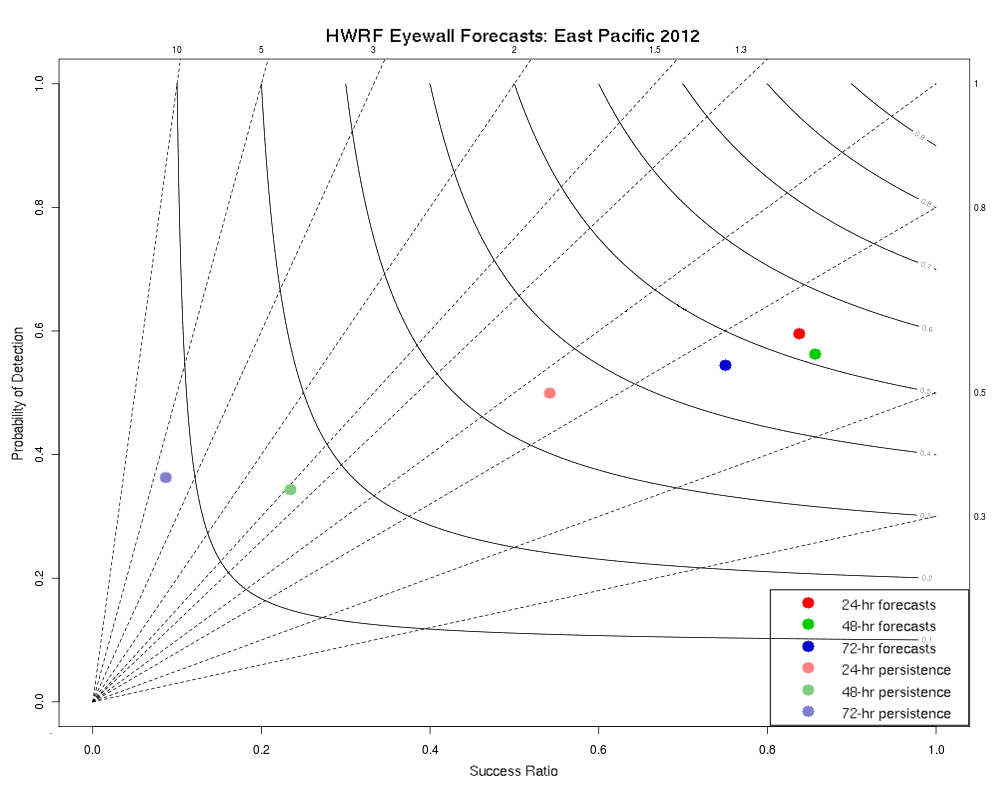 HWRF Eyewall Forecasts: East Pacific 2012
10 5 3 2 1.5 1.3
1
0.8
0.5
0.3
1.0
0.8
0.6
0.4
0.2
0.0
Probability of Detection
0.9
0.8
0.7
0.6
0.5
0.4
0.3
0.2
0.1
24-hr forecasts
48-hr forecasts
72-hr forecasts
24-hr persistence
48-hr persistence
72-hr persistence
0.0 0.2 0.4 0.6 0.8 1.0
Success Ratio